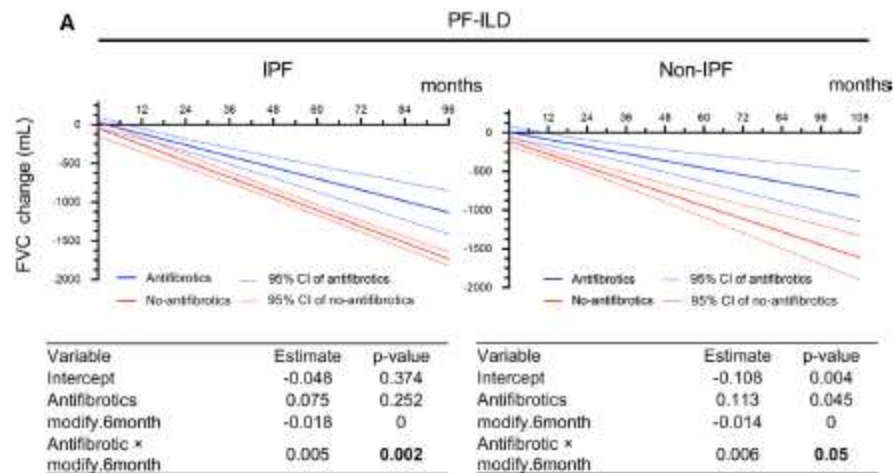 A
PF-ILD
IPF
Non-IPF
months
months
12 24 36 48 60 72 84 96
12 24 36 48 60 72 84 96 108
FVC change (mL)
0
-500
-1000
-1500
-2000
0
-500
-1000
-1500
-2000
Antifibrotics 95% CI of antifibrotics
No-antifibrotics 95% CI of no-antifibrotics
Antifibrotics 95% CI of antifibrotics
No-antifibrotics 95% CI of no-antifibrotics
Variable Estimate p-value
Intercept -0.048 0.374
Antifibrotics 0.075 0.252
modify.6month -0.018 0
Antifibrotic ×
modify.6month 0.005 0.002
Variable Estimate p-value
Intercept -0.108 0.004
Antifibrotics 0.113 0.045
modify.6month -0.014 0
Antifibrotic ×
modify.6month 0.006 0.05